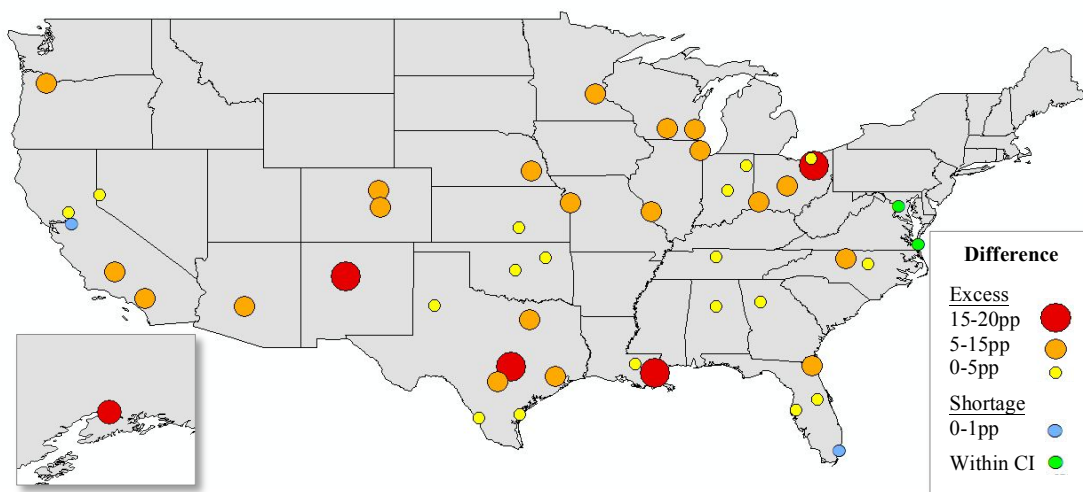 Difference
Excess
15-20pp
5-15pp
0-5pp
Shortage
0-1pp
Within CI